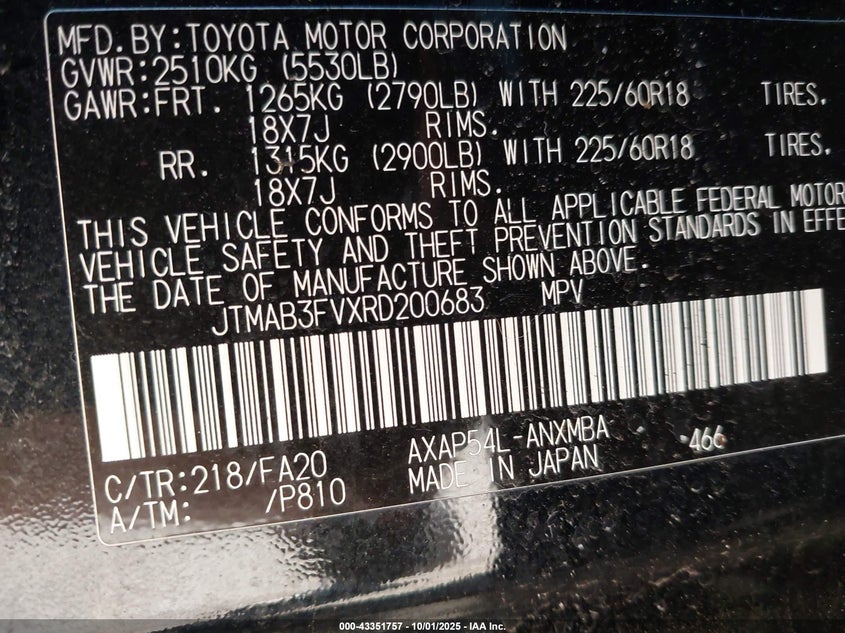 MFD.BY:TOYOTA MOTOR CORPORATION
GVWR:2510KG (5530LB)
GAWR:FRT. 1265KG (2790LB) WITH 225/60R18 TIRES.
18X7J RIMS.
RR. 1315KG (2900LB) WITH 225/60R18 TIRES.
18X7J RIMS.
THIS VEHICLE CONFORMS TO ALL APPLICABLE FEDERAL MOTOR
VEHICLE SAFETY AND THEFT PREVENTION STANDARDS IN EFFE
THE DATE OF MANUFACTURE SHOWN ABOVE.
JTMAB3FVXRD200683 MPV
C/TR:218/FA20 AXAP54L-ANXMBA 466
A/TM: /P810 MADE IN JAPAN
000-43351757 - 10/01/2025 - IAA Inc.